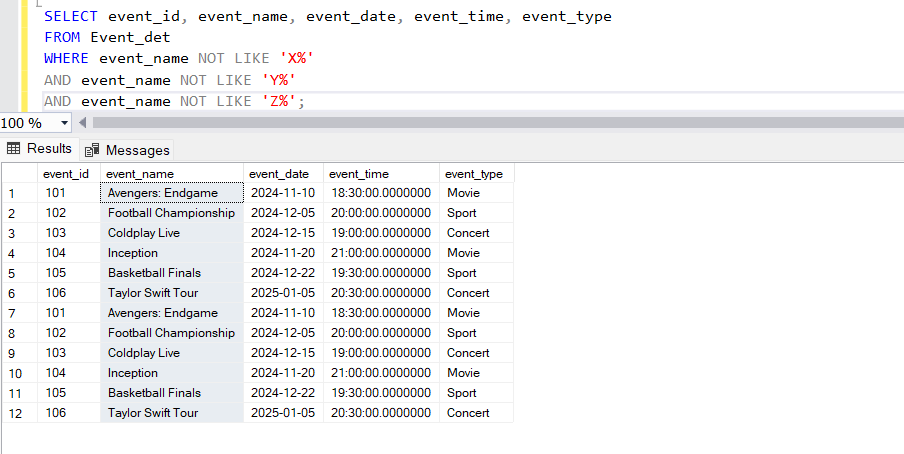 SELECT event_id, event_name, event_date, event_time, event_type
FROM Event_det
WHERE event_name NOT LIKE 'X%'
AND event_name NOT LIKE 'Y%'
AND event_name NOT LIKE 'Z%';
100 %
Results Messages
event_id event_name event_date event_time event_type
1 101 Avengers: Endgame 2024-11-10 18:30:00.0000000 Movie
2 102 Football Championship 2024-12-05 20:00:00.0000000 Sport
3 103 Coldplay Live 2024-12-15 19:00:00.0000000 Concert
4 104 Inception 2024-11-20 21:00:00.0000000 Movie
5 105 Basketball Finals 2024-12-22 19:30:00.0000000 Sport
6 106 Taylor Swift Tour 2025-01-05 20:30:00.0000000 Concert
7 101 Avengers: Endgame 2024-11-10 18:30:00.0000000 Movie
8 102 Football Championship 2024-12-05 20:00:00.0000000 Sport
9 103 Coldplay Live 2024-12-15 19:00:00.0000000 Concert
10 104 Inception 2024-11-20 21:00:00.0000000 Movie
11 105 Basketball Finals 2024-12-22 19:30:00.0000000 Sport
12 106 Taylor Swift Tour 2025-01-05 20:30:00.0000000 Concert